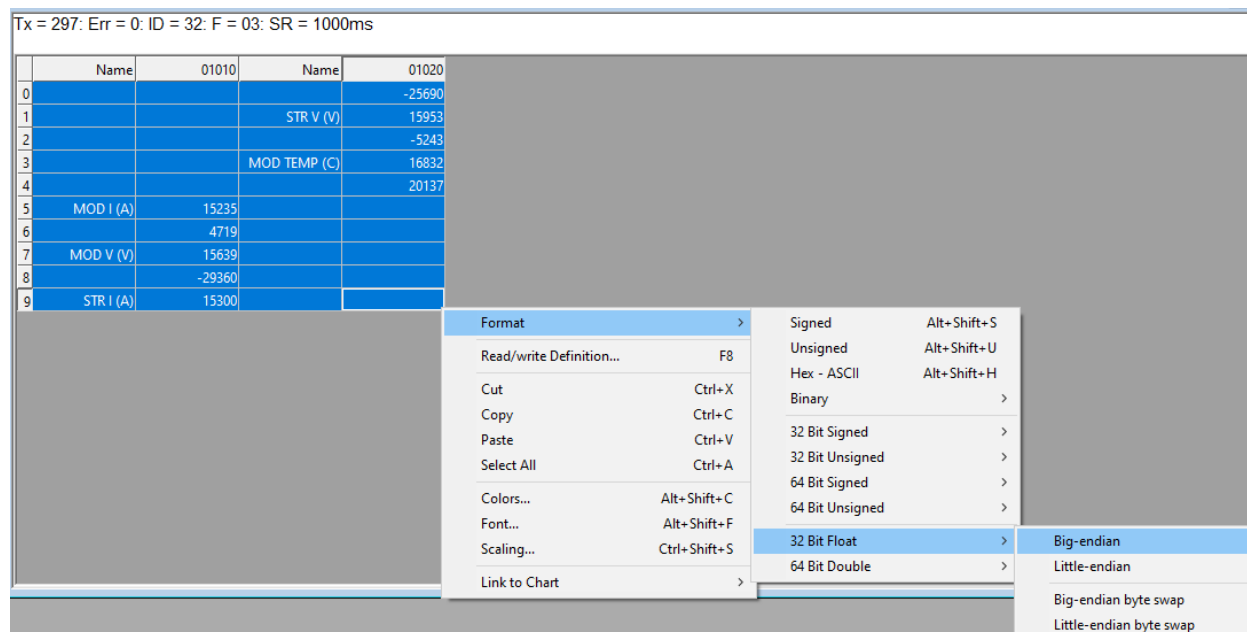 Tx = 297: Err = 0: ID = 32: F = 03: SR = 1000ms
Name 01010 Name 01020
0 -25690
1 STR V (V) 15953
2 -5243
3 MOD TEMP (C) 16832
4 20137
5 MOD I (A) 15235
6 4719
7 MOD V (V) 15639
8 -29360
9 STR I (A) 15300
Format >
Read/write Definition... F8
Cut Ctrl+X
Copy Ctrl+C
Paste Ctrl+V
Select All Ctrl+A
Colors... Alt+Shift+C
Font... Alt+Shift+F
Scaling... Ctrl+Shift+S
Link to Chart >
Signed Alt+Shift+S
Unsigned Alt+Shift+U
Hex - ASCII Alt+Shift+H
Binary >
32 Bit Signed >
32 Bit Unsigned >
64 Bit Signed >
64 Bit Unsigned >
32 Bit Float >
64 Bit Double >
Big-endian
Little-endian
Big-endian byte swap
Little-endian byte swap